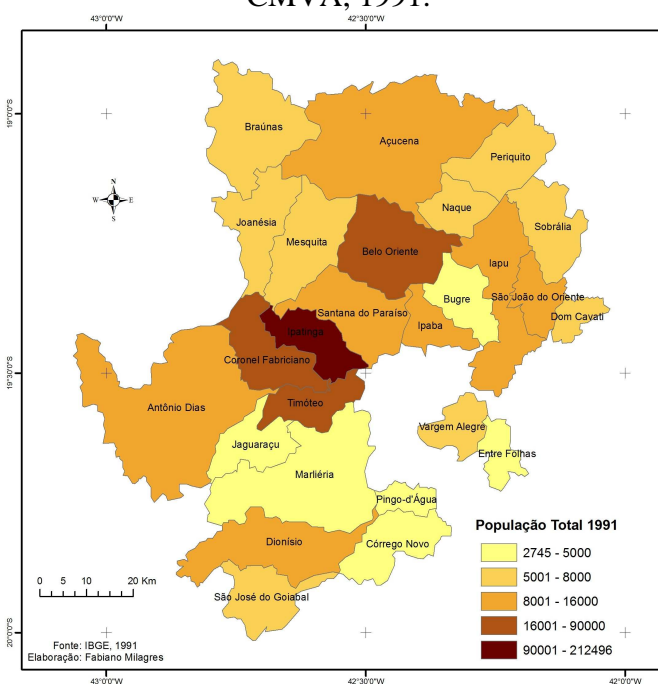 CMVA, 1991.
43°0'0"W
42°30'0"W
19°0'0"S
19°30'0"S
20°0'0"S
N
W
E
S
Braúnas
Açucena
Periquito
Joanésia
Mesquita
Naque
Sobrália
Belo Oriente
Iapu
Bugre
São João do Oriente
Dom Cavati
Santana do Paraíso
Ipaba
Ipatinga
Coronel Fabriciano
Timóteo
Antônio Dias
Jaguaraçu
Vargem Alegre
Entre Folhas
Marliéria
Pingo-d'Água
Dionísio
Córrego Novo
São José do Goiabal
População Total 1991
2745 - 5000
5001 - 8000
8001 - 16000
16001 - 90000
90001 - 212496
0 5 10 20 Km
Fonte: IBGE, 1991
Elaboração: Fabiano Milagres
43°0'0"W
42°30'0"W
42°0'0"W